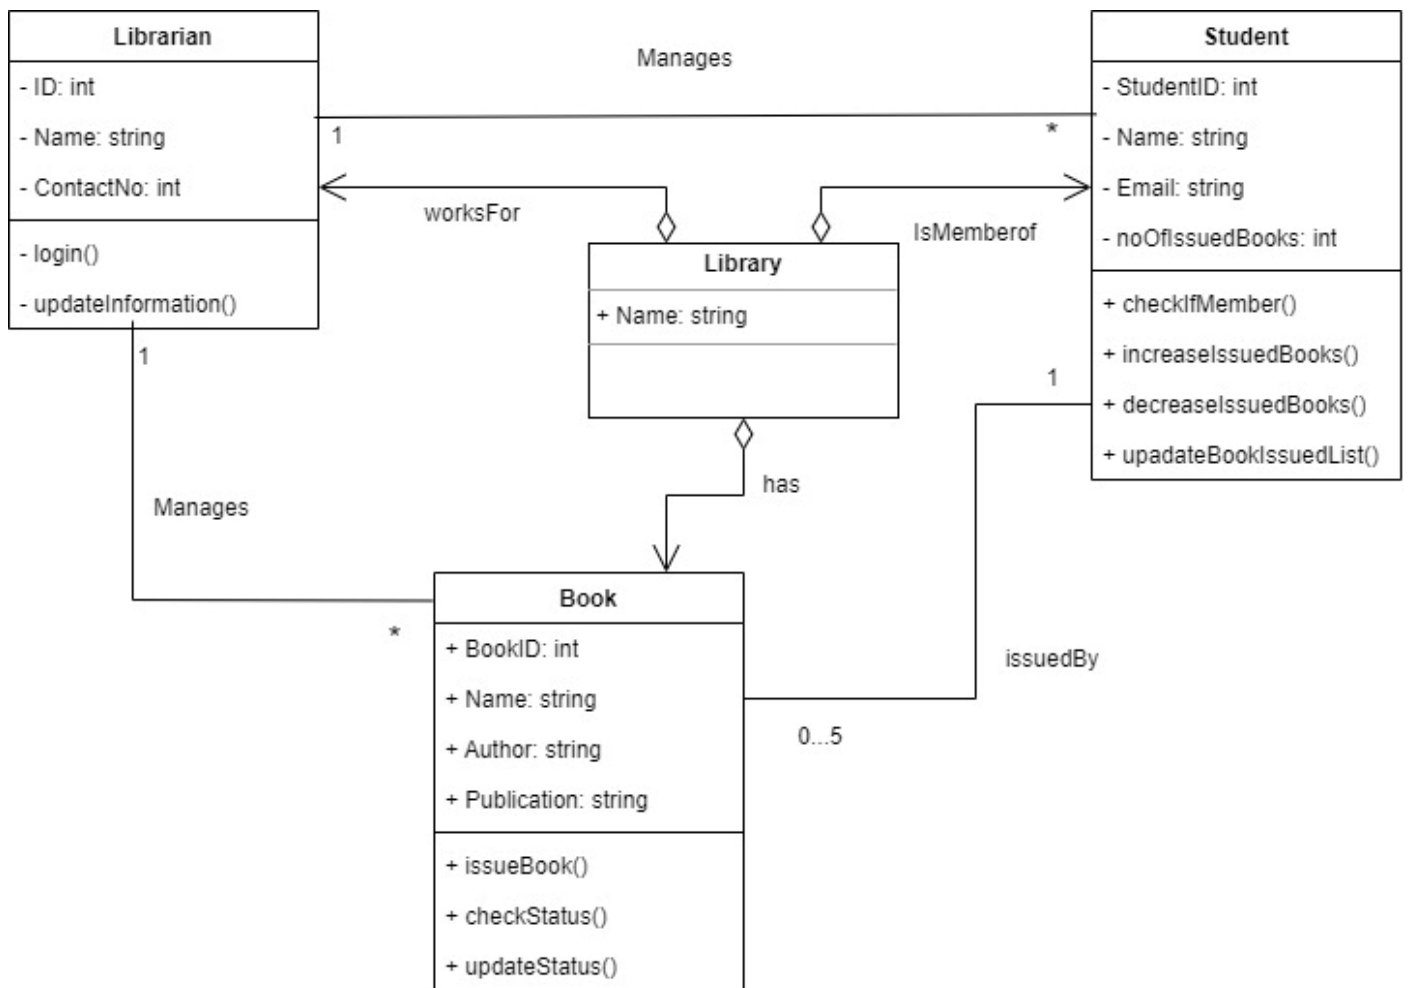 Librarian
- ID: int
- Name: string
- ContactNo: int
- login()
- updateInformation()
Manages
1
*
Student
- StudentID: int
- Name: string
- Email: string
- noOfIssuedBooks: int
+ checkIfMember()
+ increaseIssuedBooks()
+ decreaseIssuedBooks()
+ upadateBookIssuedList()
worksFor
IsMemberof
Library
+ Name: string
1
Manages
*
has
1
issuedBy
0...5
Book
+ BookID: int
+ Name: string
+ Author: string
+ Publication: string
+ issueBook()
+ checkStatus()
+ updateStatus()